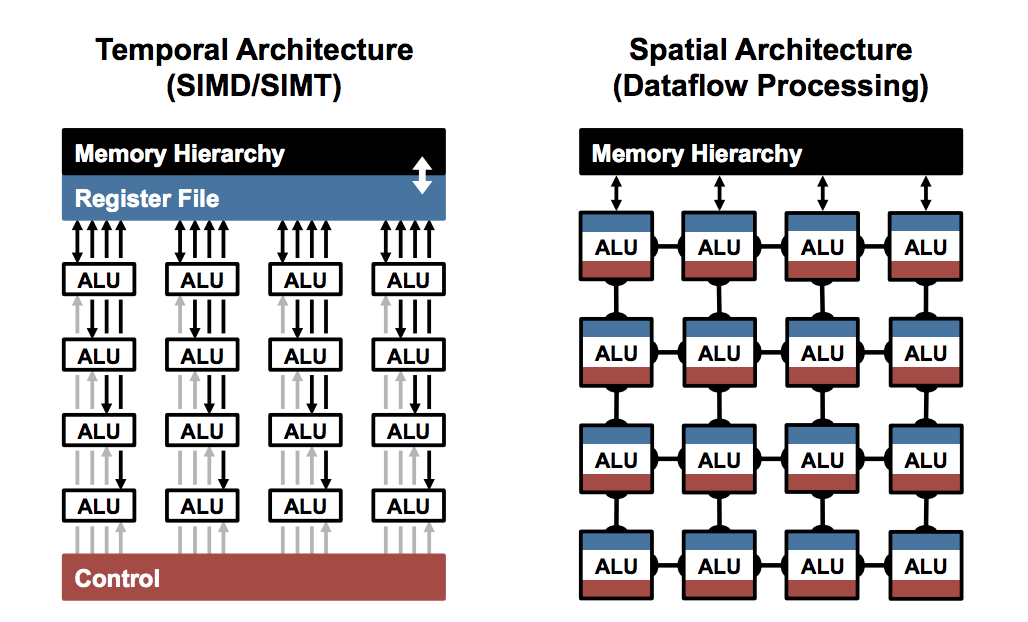 Temporal Architecture
(SIMD/SIMT)
Memory Hierarchy
Register File
ALU ALU ALU ALU
ALU ALU ALU ALU
ALU ALU ALU ALU
ALU ALU ALU ALU
Control
Spatial Architecture
(Dataflow Processing)
Memory Hierarchy
ALU ALU ALU ALU
ALU ALU ALU ALU
ALU ALU ALU ALU
ALU ALU ALU ALU